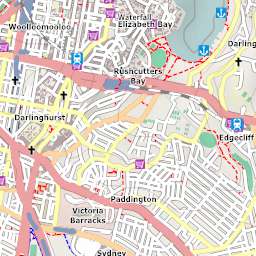 Waterfall
Elizabeth Bay
Woolloomooloo
Darling
Rushcutters
Bay
Darlinghurst
Edgecliff
Paddington
Victoria
Barracks
Sydney